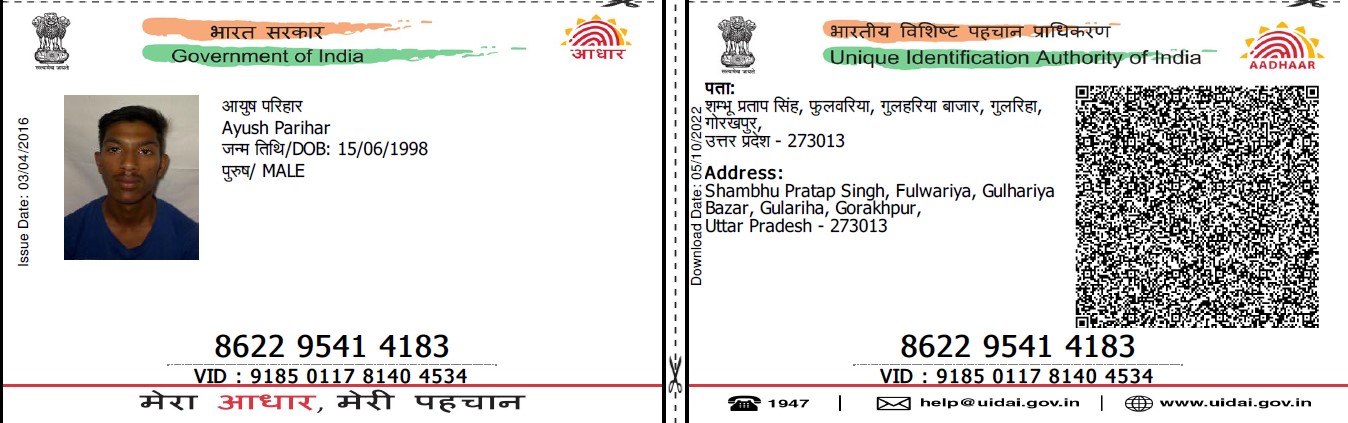 भारत सरकार
Government of India
आधार
सत्यमेव जयते
Issue Date: 03/04/2016
आयुष परिहार
Ayush Parihar
जन्म तिथि/DOB: 15/06/1998
पुरुष/ MALE
8622 9541 4183
VID : 9185 0117 8140 4534
मेरा आधार, मेरी पहचान
भारतीय विशिष्ट पहचान प्राधिकरण
Unique Identification Authority of India
AADHAAR
सत्यमेव जयते
Download Date: 05/10/2022
पता:
शम्भू प्रताप सिंह, फुलवरिया, गुलहरिया बाजार, गुलरिहा,
गोरखपुर,
उत्तर प्रदेश - 273013
Address:
Shambhu Pratap Singh, Fulwariya, Gulhariya
Bazar, Gulariha, Gorakhpur,
Uttar Pradesh - 273013
8622 9541 4183
VID : 9185 0117 8140 4534
1947 | help@uidai.gov.in | www.uidai.gov.in